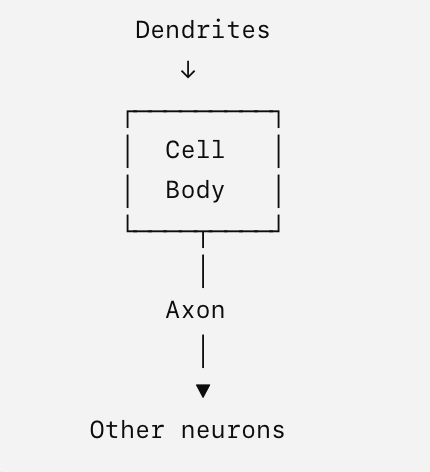 Dendrites
↓
Cell
Body
Axon
▼
Other neurons